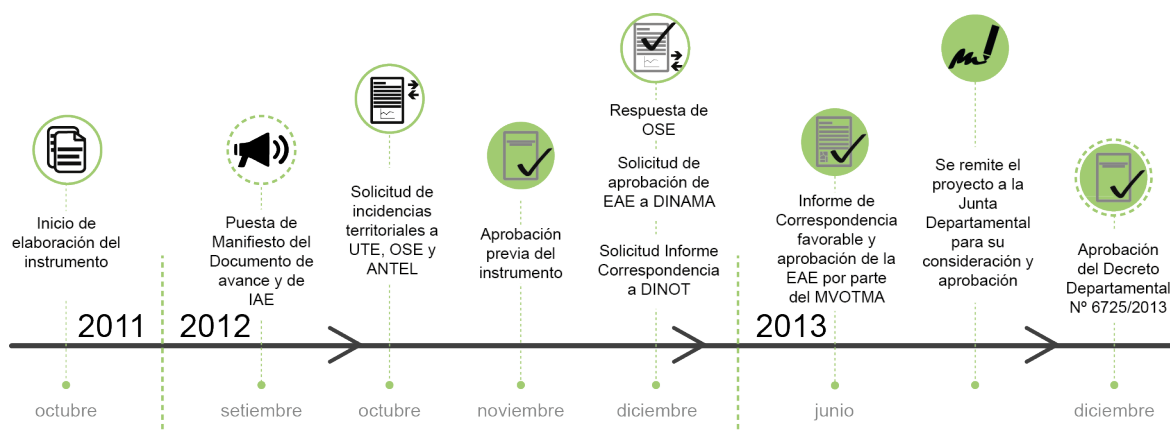 Inicio de
elaboración del
instrumento
Puesta de
Manifiesto del
Documento
de avance y de
IAE
Solicitud de
incidencias
territoriales a
UTE, OSE y
ANTEL
Aprobación
previa del
instrumento
Respuesta de
OSE
Solicitud de
aprobación de
EAE a DINAMA
Solicitud Informe
Correspondencia
a DINOT
Informe de
Correspondencia
favorable y
aprobación de la
EAE por parte
del MVOTMA
Se remite el
proyecto a la
Junta
Departamental
para su
consideración y
aprobación
Aprobación
del Decreto
Departamental
Nº 6725/2013
2011
2012
2013
octubre
setiembre
octubre
noviembre
diciembre
junio
diciembre